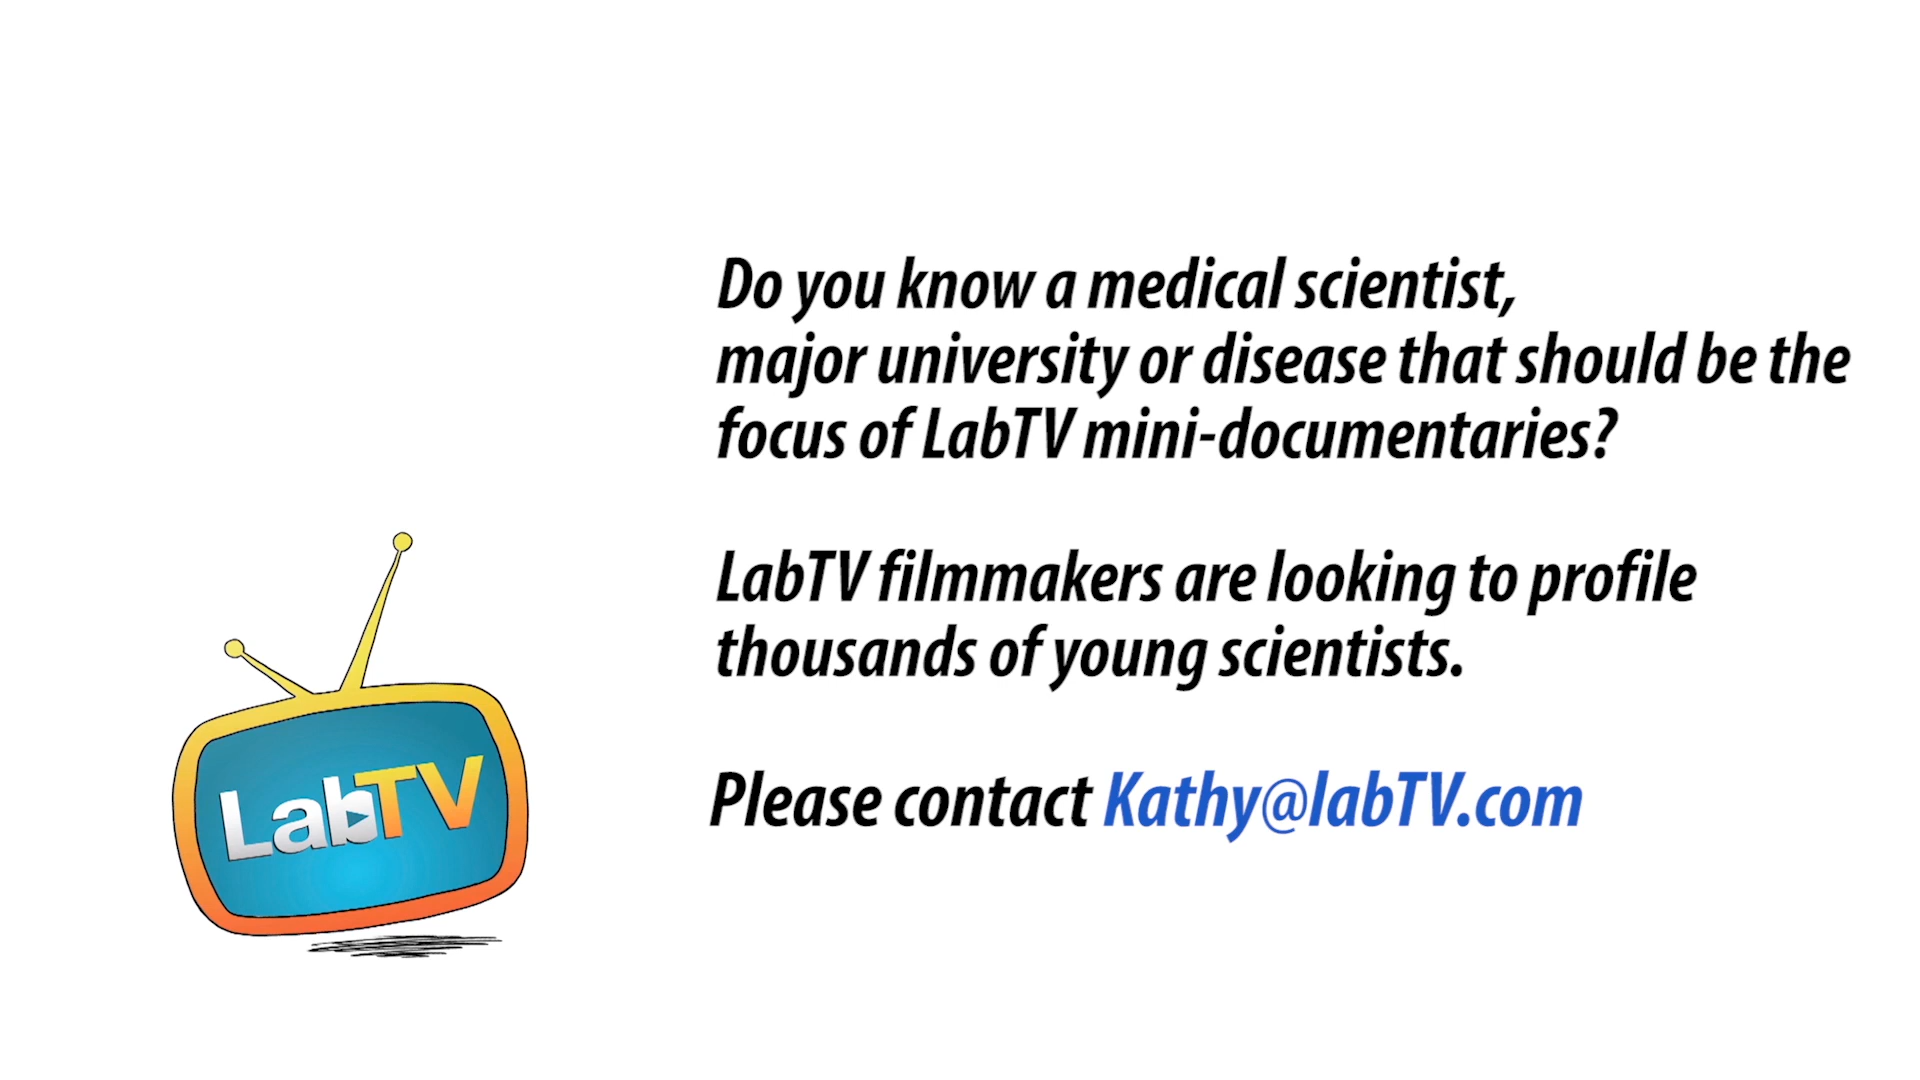 Do you know a medical scientist,
major university or disease that should be the
focus of LabTV mini-documentaries?
LabTV filmmakers are looking to profile
thousands of young scientists.
LabTV
Please contact Kathy@labTV.com